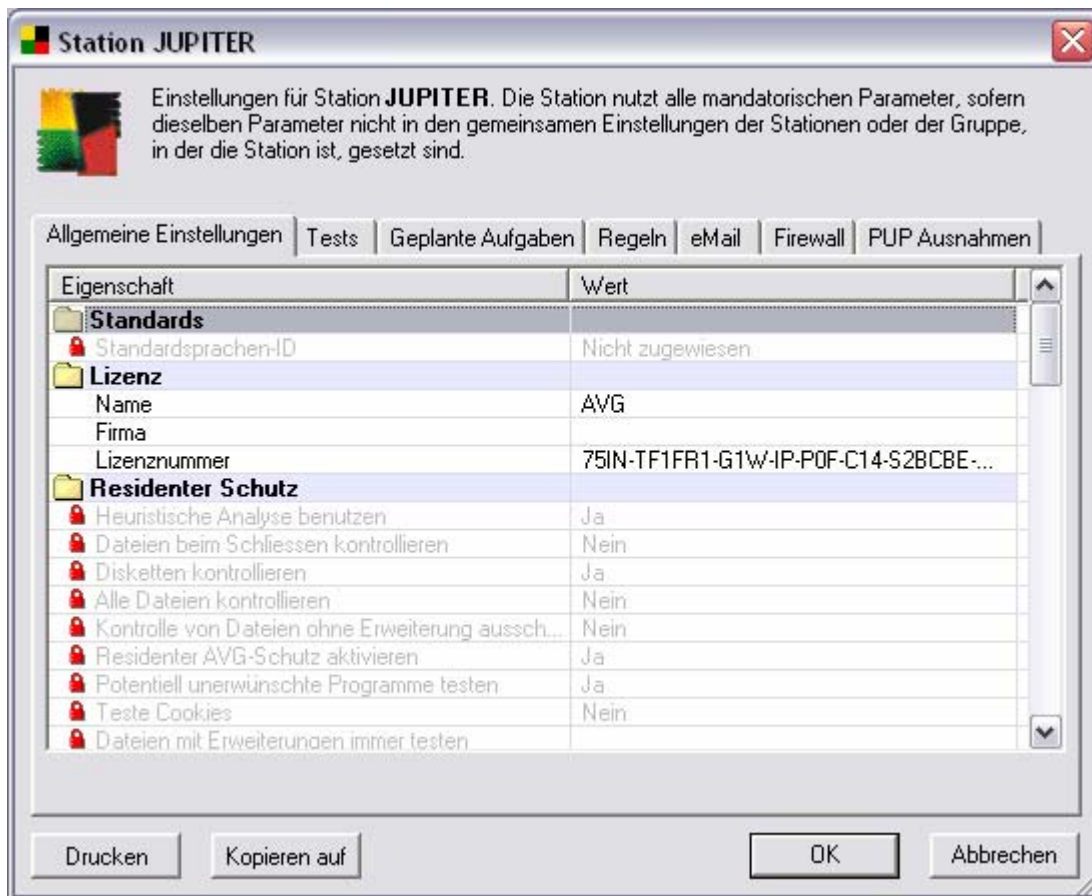 Station JUPITER
Einstellungen für Station JUPITER. Die Station nutzt alle mandatorischen Parameter, sofern
dieselben Parameter nicht in den gemeinsamen Einstellungen der Stationen oder der Gruppe,
in der die Station ist, gesetzt sind.
Allgemeine Einstellungen Tests Geplante Aufgaben Regeln eMail Firewall PUP Ausnahmen
Eigenschaft Wert
Standards
Standardsprachen-ID Nicht zugewiesen
Lizenz
Name AVG
Firma
Lizenznummer 75IN-TF1FR1-G1W-IP-P0F-C14-S2BCBE-...
Residenter Schutz
Heuristische Analyse benutzen Ja
Dateien beim Schliessen kontrollieren Nein
Disketten kontrollieren Ja
Alle Dateien kontrollieren Nein
Kontrolle von Dateien ohne Erweiterung aussch... Nein
Residenter AVG-Schutz aktivieren Ja
Potentiell unerwünschte Programme testen Ja
Teste Cookies Nein
Dateien mit Erweiterungen immer testen
Drucken Kopieren auf OK Abbrechen